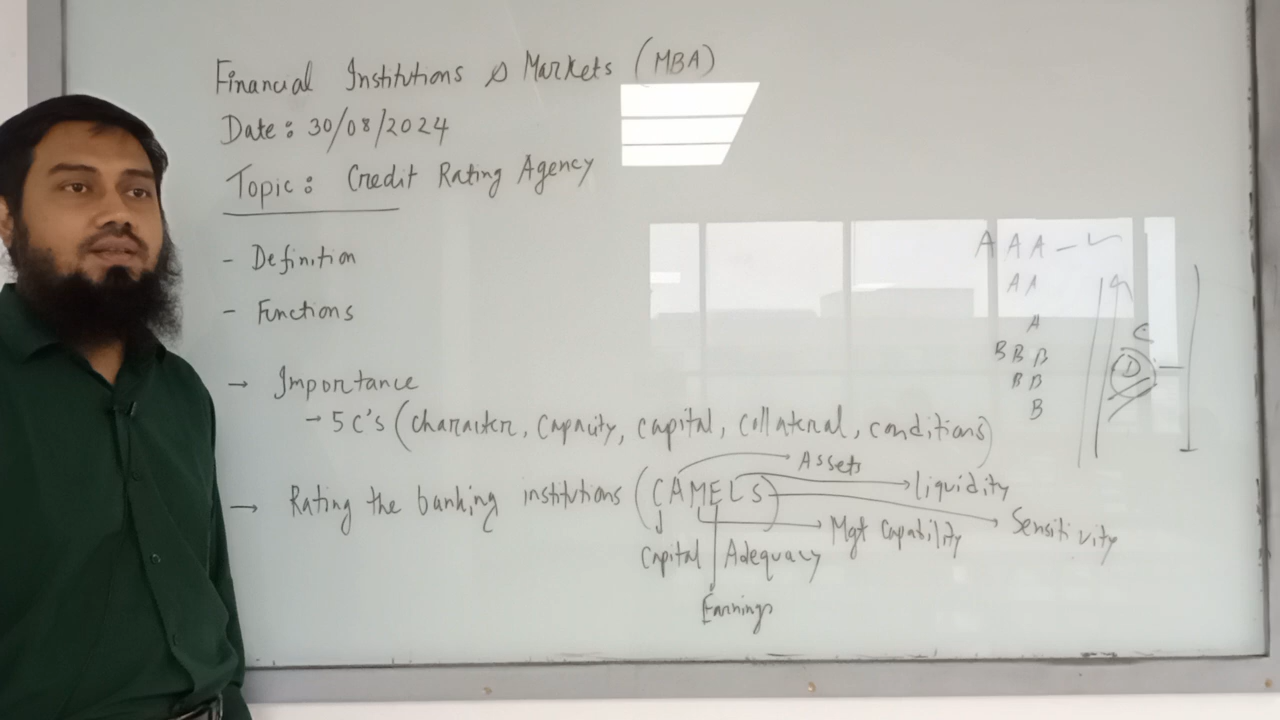 Financial Institutions & Markets (MBA)
Date: 30/08/2024
Topic: Credit Rating Agency
- Definition
- Functions
→ Importance
→ 5 C's (character, capacity, capital, collateral, conditions)
→ Rating the banking institutions (CAMELS)
Assets
liquidity
Sensitivity
Mgt Capability
Capital Adequacy
Earnings
AAA - ✓
AA
A
BBB
BB
B
C
D